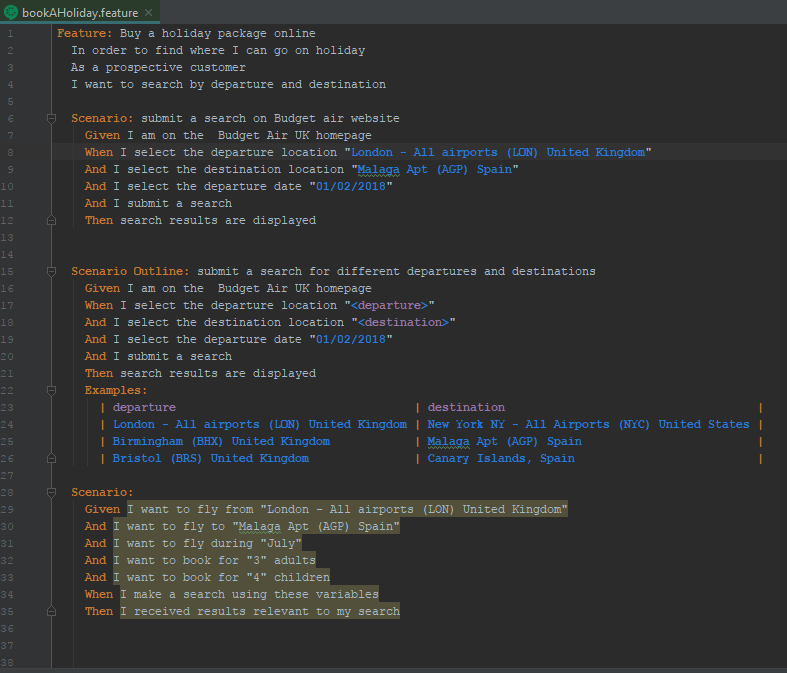 bookAHoliday.feature ×
1 Feature: Buy a holiday package online
2 In order to find where I can go on holiday
3 As a prospective customer
4 I want to search by departure and destination
5
6 Scenario: submit a search on Budget air website
7 Given I am on the  Budget Air UK homepage
8 When I select the departure location "London - All airports (LON) United Kingdom"
9 And I select the destination location "Malaga Apt (AGP) Spain"
10 And I select the departure date "01/02/2018"
11 And I submit a search
12 Then search results are displayed
13
14
15 Scenario Outline: submit a search for different departures and destinations
16 Given I am on the  Budget Air UK homepage
17 When I select the departure location "<departure>"
18 And I select the destination location "<destination>"
19 And I select the departure date "01/02/2018"
20 And I submit a search
21 Then search results are displayed
22 Examples:
23 | departure | destination |
24 | London - All airports (LON) United Kingdom | New York NY - All Airports (NYC) United States |
25 | Birmingham (BHX) United Kingdom | Malaga Apt (AGP) Spain |
26 | Bristol (BRS) United Kingdom | Canary Islands, Spain |
27
28 Scenario:
29 Given I want to fly from "London - All airports (LON) United Kingdom"
30 And I want to fly to "Malaga Apt (AGP) Spain"
31 And I want to fly during "July"
32 And I want to book for "3" adults
33 And I want to book for "4" children
34 When I make a search using these variables
35 Then I received results relevant to my search
36
37
38